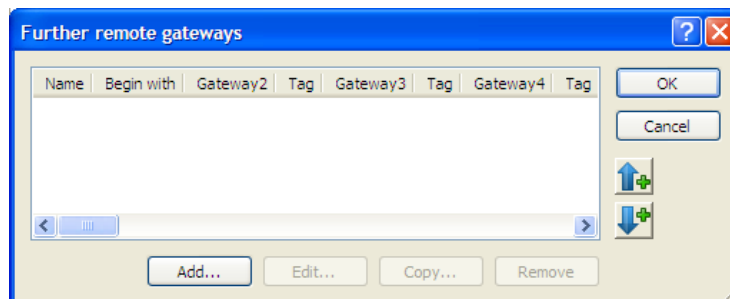 Further remote gateways
Name Begin with Gateway2 Tag Gateway3 Tag Gateway4 Tag
OK
Cancel
Add... Edit... Copy... Remove